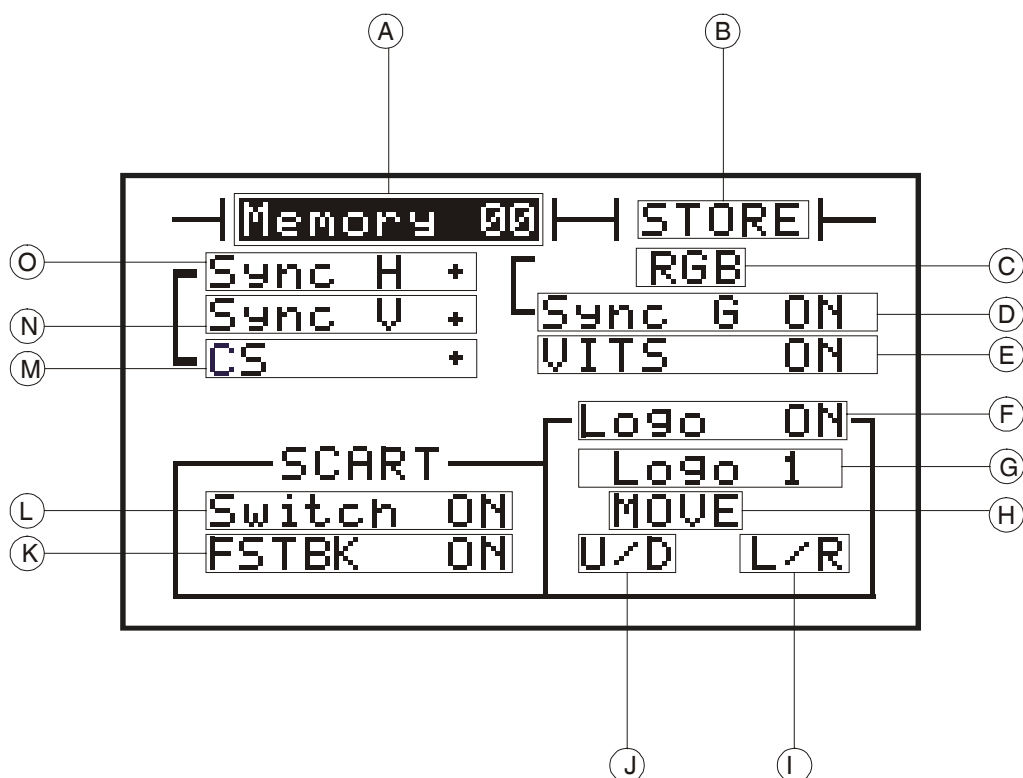 A B
Memory 00 STORE
O Sync H + RGB C
N Sync V + Sync G ON D
M CS + VITS ON E
Logo ON F
SCART Logo 1 G
L Switch ON MOVE H
K FSTBK ON U/D L/R
J I